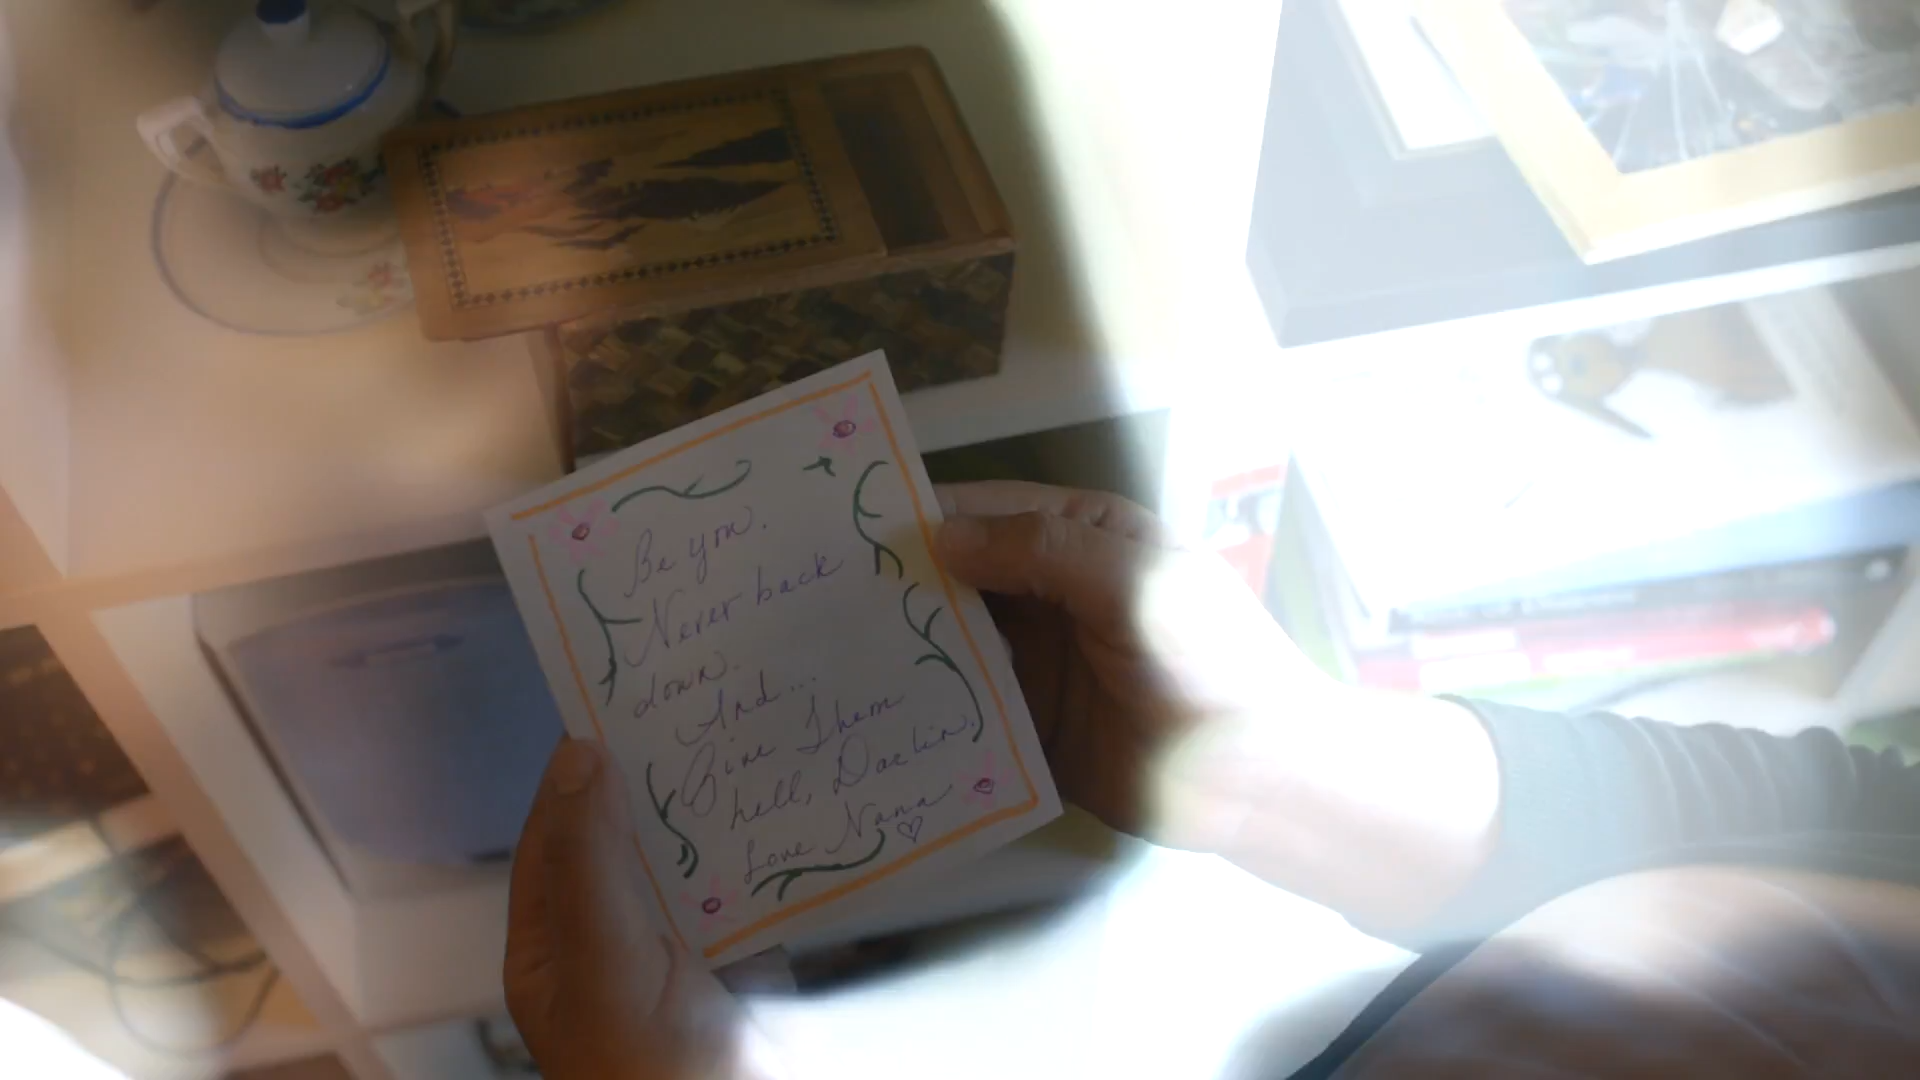 Be you.
Never back
down.
And...
Give Them
hell, Darlin.
Love Nana